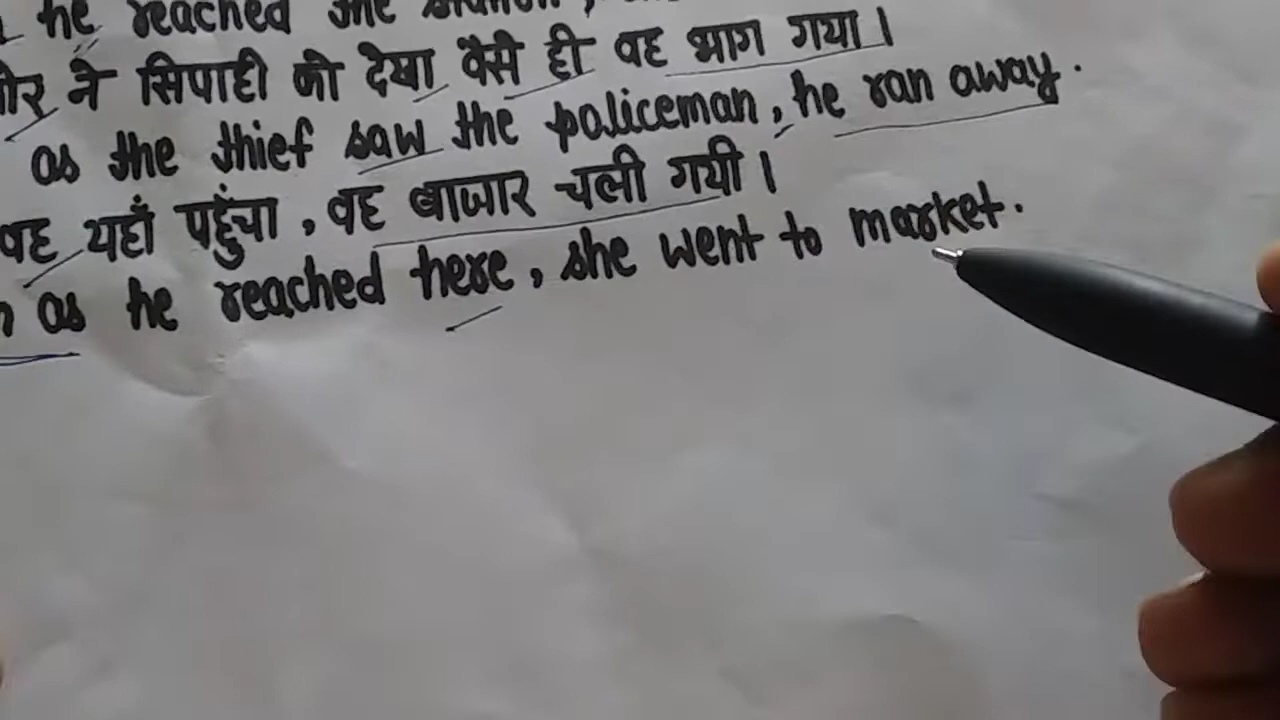 he reached the
ने सिपाही को देखा वैसे ही वह भाग गया।
as the thief saw the policeman, he ran away.
वह यहाँ पहुंचा, वह बाजार चली गयी।
as he reached here, she went to market.